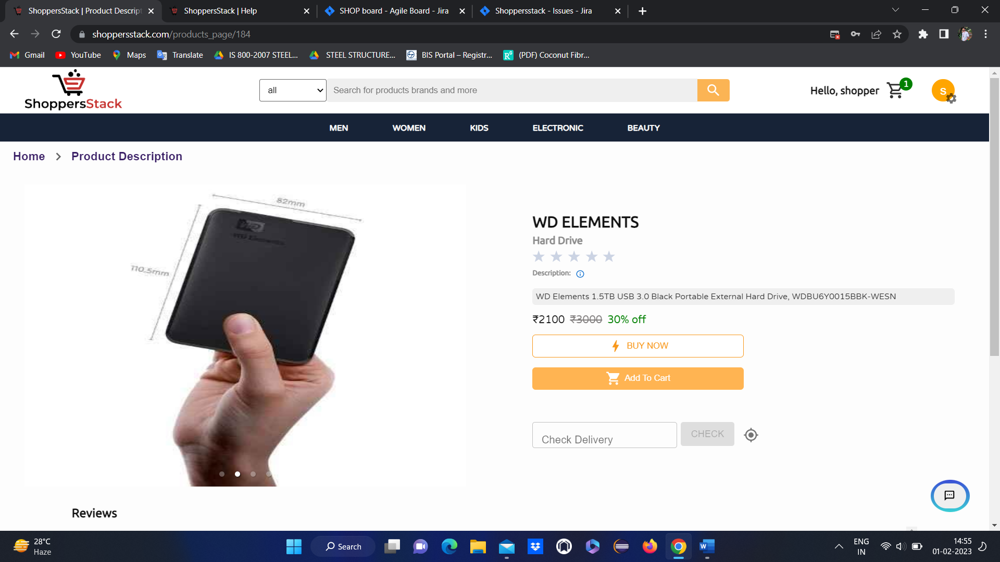 ShoppersStack | Product Descript
ShoppersStack | Help
SHOP board - Agile Board - Jira
Shoppersstack - Issues - Jira
shoppersstack.com/products_page/184
Gmail
YouTube
Maps
Translate
IS 800-2007 STEEL...
STEEL STRUCTURE...
BIS Portal – Registr...
(PDF) Coconut Fibr...
ShoppersStack
all
Search for products brands and more
Hello, shopper
1
S
MEN
WOMEN
KIDS
ELECTRONIC
BEAUTY
Home
Product Description
82mm
110.5mm
WD
WD Elements
WD ELEMENTS
Hard Drive
Description:
WD Elements 1.5TB USB 3.0 Black Portable External Hard Drive, WDBU6Y0015BBK-WESN
₹2100 ₹3000 30% off
BUY NOW
Add To Cart
Check Delivery
CHECK
Reviews
28°C
Haze
Search
ENG
IN
14:55
01-02-2023